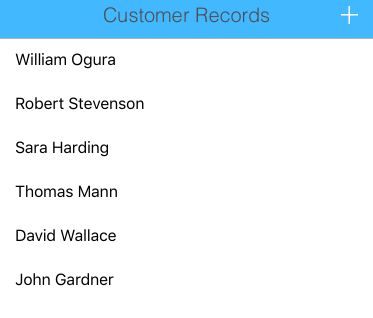 Customer Records
William Ogura
Robert Stevenson
Sara Harding
Thomas Mann
David Wallace
John Gardner